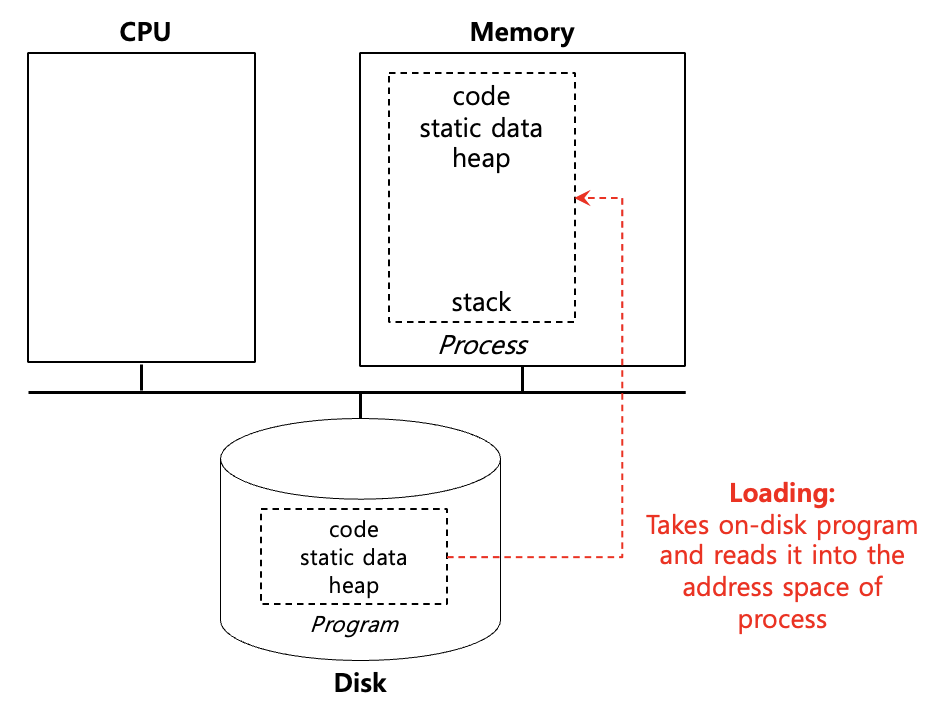 CPU
Memory
code
static data
heap
stack
Process
code
static data
heap
Program
Disk
Loading:
Takes on-disk program
and reads it into the
address space of
process